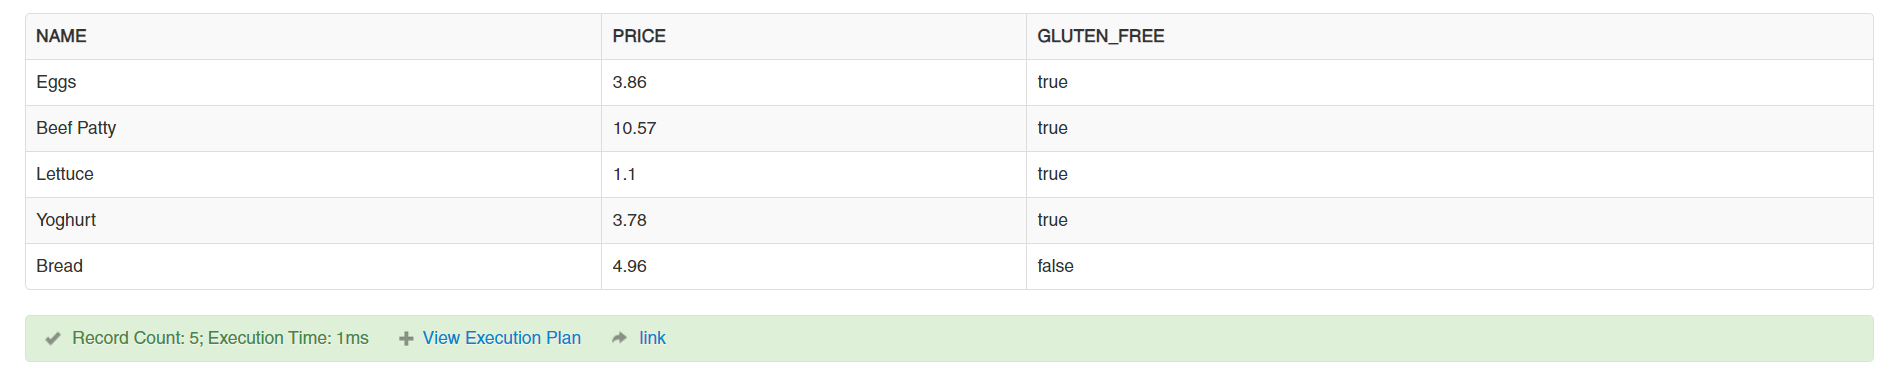 NAME PRICE GLUTEN_FREE
Eggs 3.86 true
Beef Patty 10.57 true
Lettuce 1.1 true
Yoghurt 3.78 true
Bread 4.96 false
Record Count: 5; Execution Time: 1ms View Execution Plan link